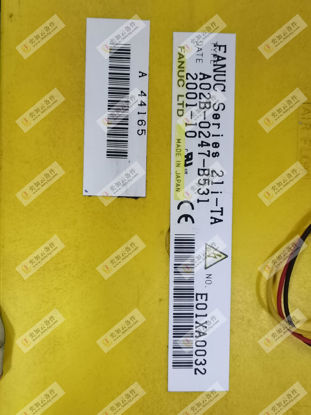 A 44165
FANUC Series 21i-TA
TYPE A02B-0247-B531
DATE 2001-10
NO. E01XA0032
FANUC LTD MADE IN JAPAN
CE